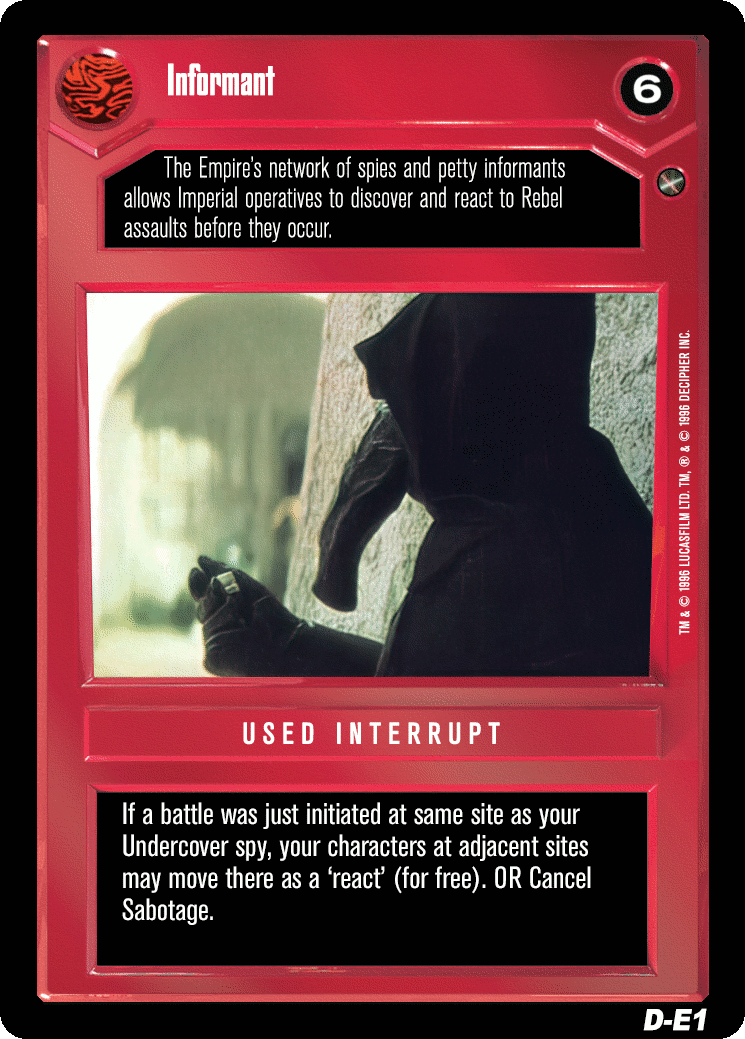 Informant
6
The Empire's network of spies and petty informants
allows Imperial operatives to discover and react to Rebel
assaults before they occur.
TM & © 1996 LUCASFILM LTD. TM, ® & © 1996 DECIPHER INC.
USED INTERRUPT
If a battle was just initiated at same site as your
Undercover spy, your characters at adjacent sites
may move there as a ‘react’ (for free). OR Cancel
Sabotage.
D-E1